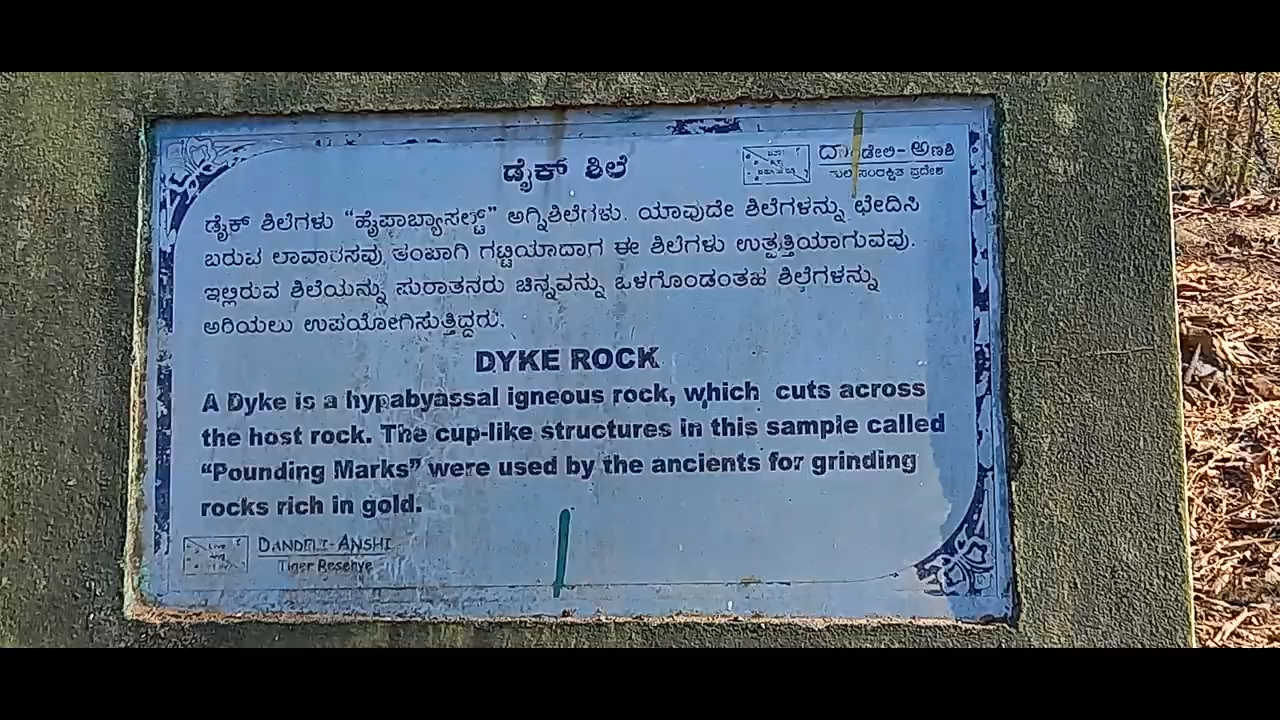 ಡೈಕ್ ಶಿಲೆ
ದಾಂಡೇಲಿ-ಅಣಶಿ
ಹುಲಿ ಸಂರಕ್ಷಿತ ಪ್ರದೇಶ
ಡೈಕ್ ಶಿಲೆಗಳು “ಹೈಪಾಬ್ಯಾಸಲ್ಟ್” ಅಗ್ನಿಶಿಲೆಗಳು. ಯಾವುದೇ ಶಿಲೆಗಳನ್ನು ಛೇದಿಸಿ
ಬರುವ ಲಾವಾರಸವು ತಂಪಾಗಿ ಗಟ್ಟಿಯಾದಾಗ ಈ ಶಿಲೆಗಳು ಉತ್ಪತ್ತಿಯಾಗುವವು.
ಇಲ್ಲಿರುವ ಶಿಲೆಯನ್ನು ಪುರಾತನರು ಚಿನ್ನವನ್ನು ಒಳಗೊಂಡಂತಹ ಶಿಲೆಗಳನ್ನು
ಅರಿಯಲು ಉಪಯೋಗಿಸುತ್ತಿದ್ದರು.
DYKE ROCK
A Dyke is a hypabyassal igneous rock, which cuts across
the host rock. The cup-like structures in this sample called
“Pounding Marks” were used by the ancients for grinding
rocks rich in gold.
DANDELI-ANSHI
Tiger Reserve